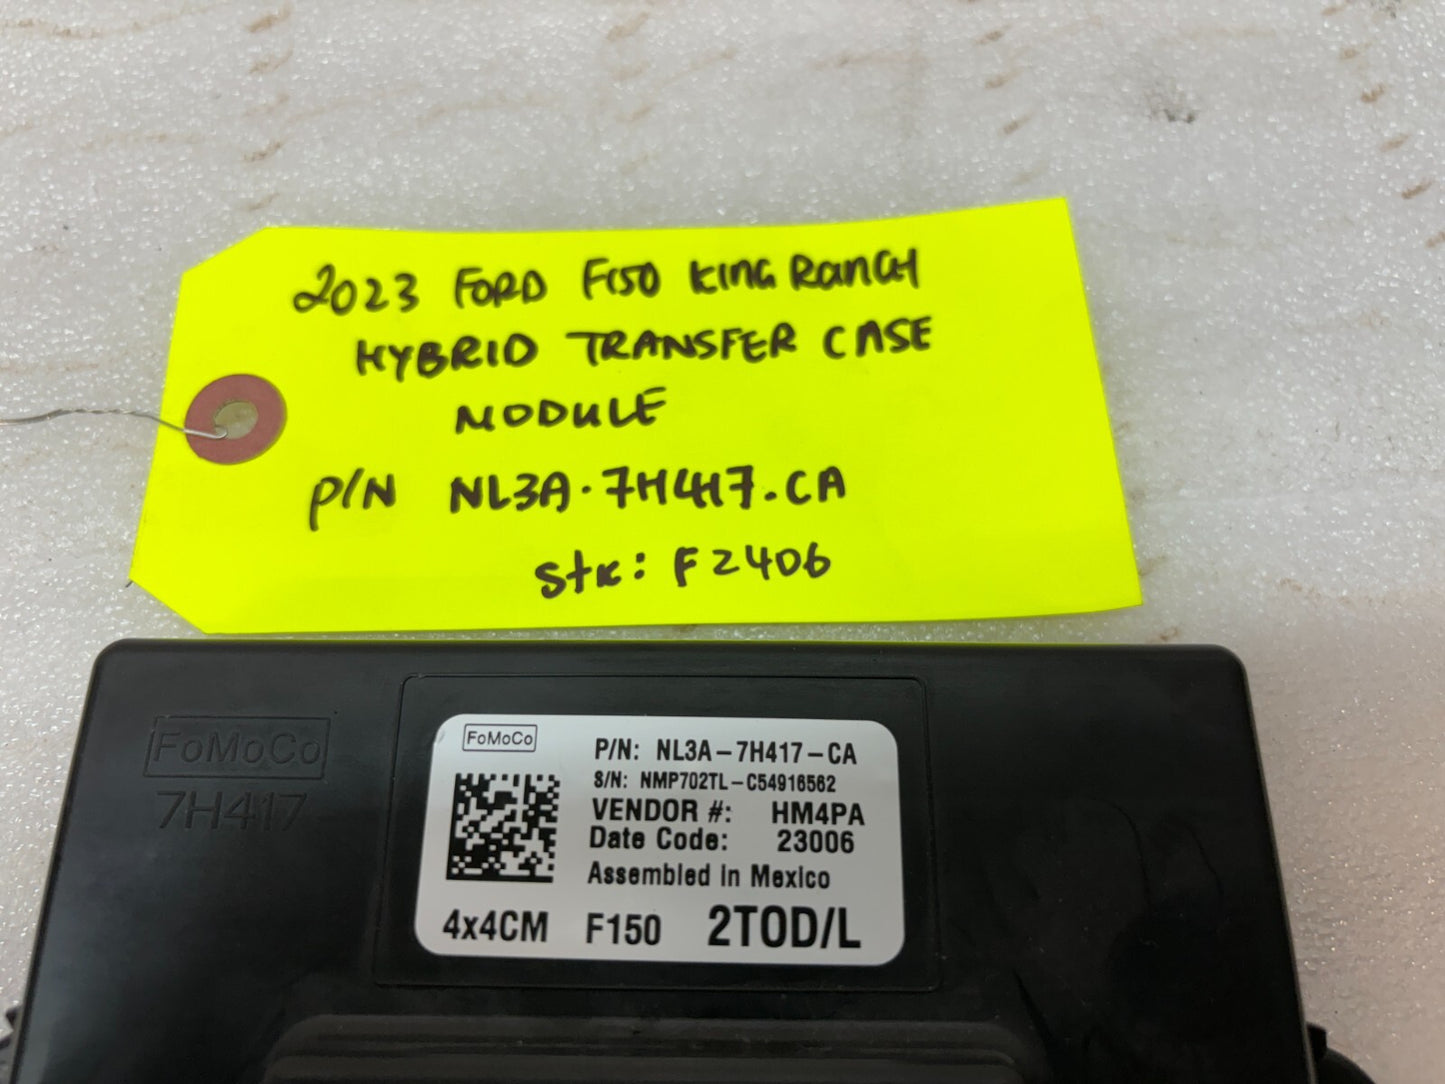 2023 FORD F150 KING RANCH
HYBRID TRANSFER CASE
MODULE
P/N NL3A-7H417-CA
Stk: F2406
FoMoCo
7H417
FoMoCo
P/N: NL3A-7H417-CA
S/N: NMP702TL-C54916562
VENDOR #: HM4PA
Date Code: 23006
Assembled in Mexico
4x4CM F150 2TOD/L